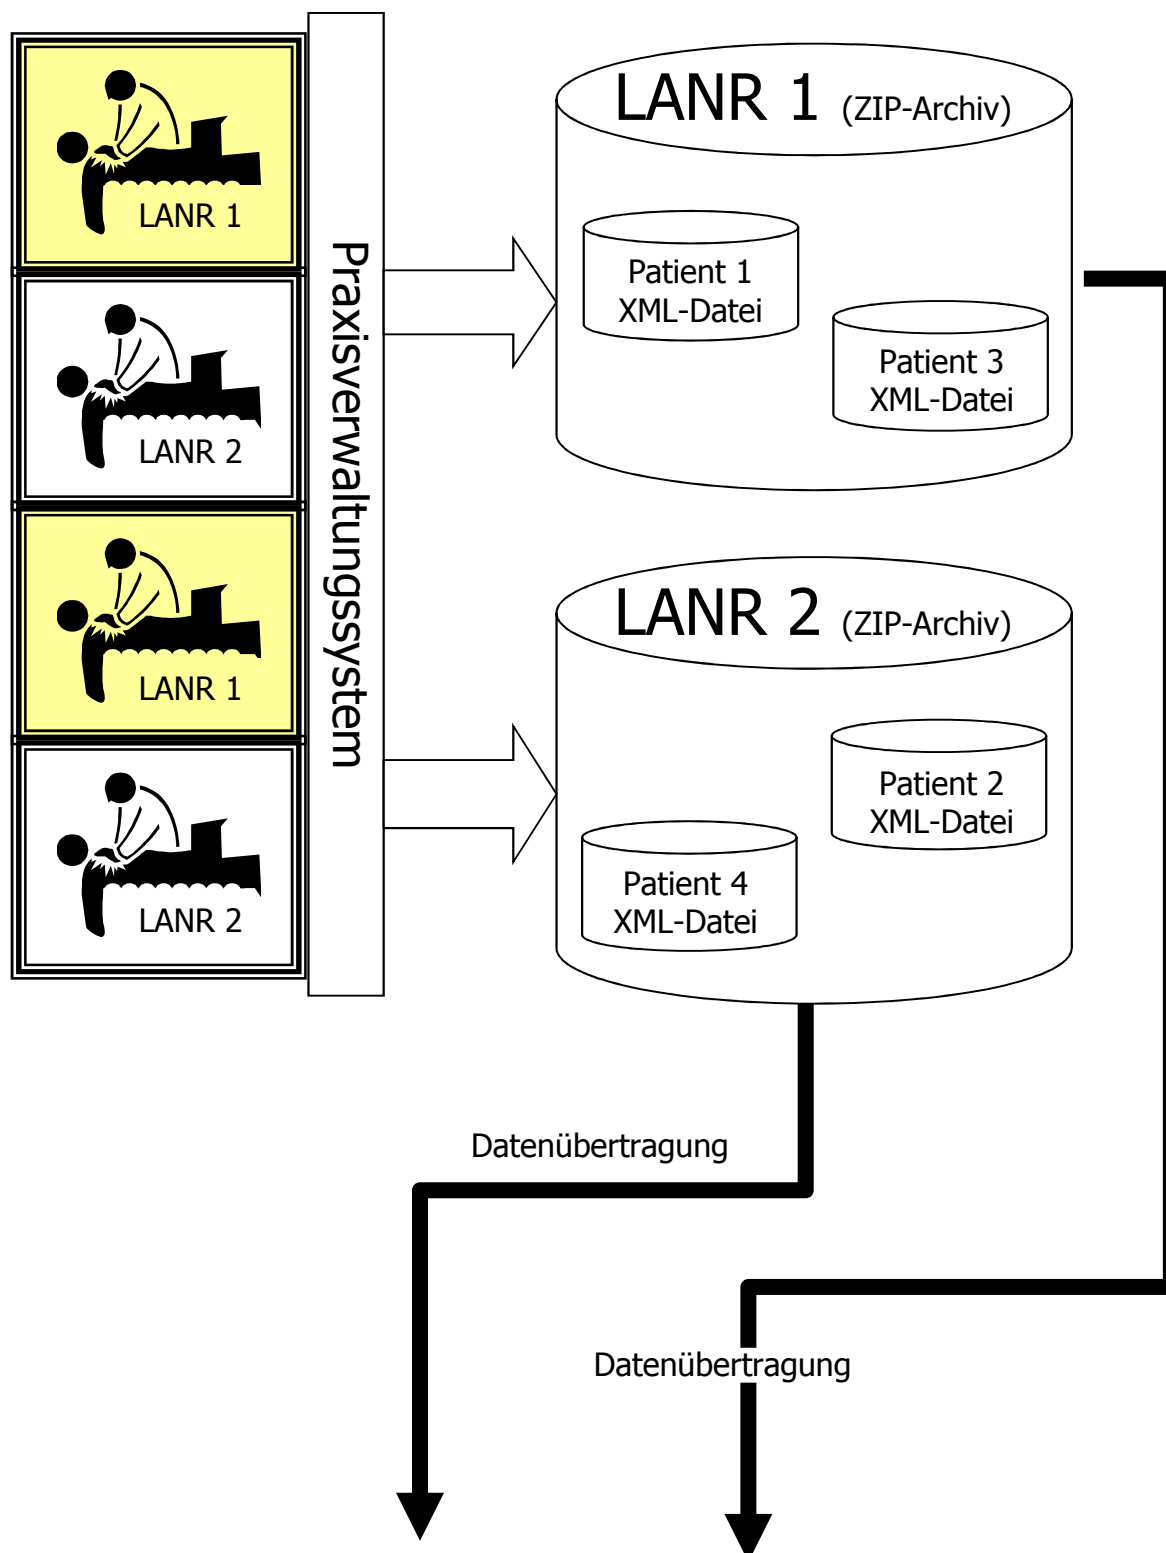 LANR 1
LANR 2
LANR 1
LANR 2
Praxisverwaltungssystem
LANR 1 (ZIP-Archiv)
Patient 1
XML-Datei
Patient 3
XML-Datei
LANR 2 (ZIP-Archiv)
Patient 2
XML-Datei
Patient 4
XML-Datei
Datenübertragung
Datenübertragung